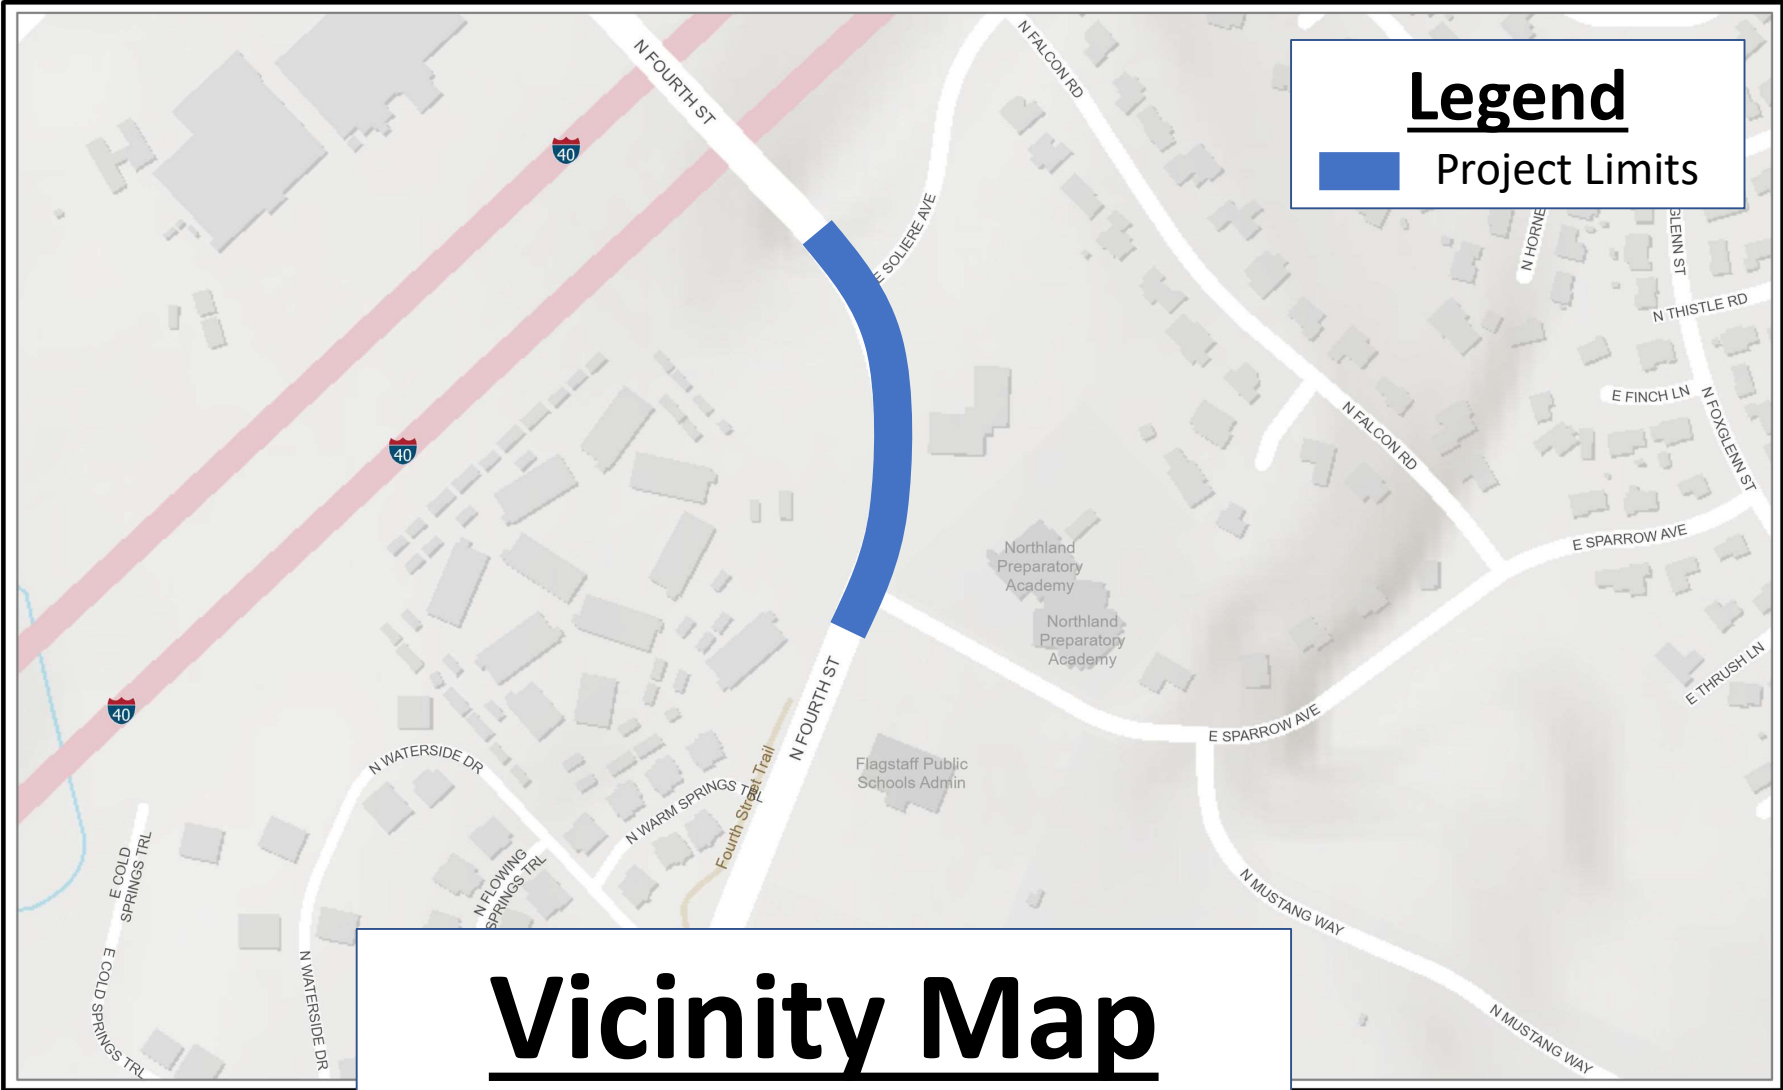 N FOURTH ST
N FALCON RD
Legend
Project Limits
40
E SOLIERE AVE
N HORNE
GLENN ST
N THISTLE RD
E FINCH LN
N FOXGLENN ST
N FALCON RD
40
E SPARROW AVE
Northland
Preparatory
Academy
Northland
Preparatory
Academy
E THRUSH LN
40
N FOURTH ST
E SPARROW AVE
N WATERSIDE DR
Flagstaff Public
Schools Admin
N WARM SPRINGS TRL
Fourth Street Trail
E COLD
SPRINGS TRL
N FLOWING
SPRINGS TRL
N MUSTANG WAY
E COLD SPRINGS TRL
N WATERSIDE DR
N MUSTANG WAY
Vicinity Map